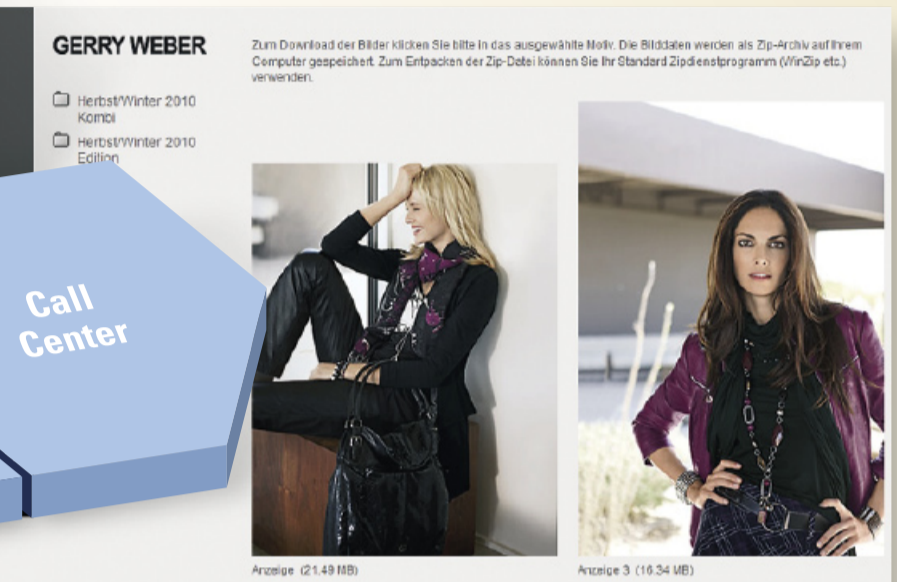 GERRY WEBER
Herbst/Winter 2010
Kombi
Herbst/Winter 2010
Edition
Zum Download der Bilder klicken Sie bitte in das ausgewählte Motiv. Die Bilddaten werden als Zip-Archiv auf Ihrem
Computer gespeichert. Zum Entpacken der Zip-Datei können Sie Ihr Standard Zipdienstprogramm (WinZip etc.)
verwenden.
Call
Center
Anzeige (21.49 MB)
Anzeige 3 (16.34 MB)